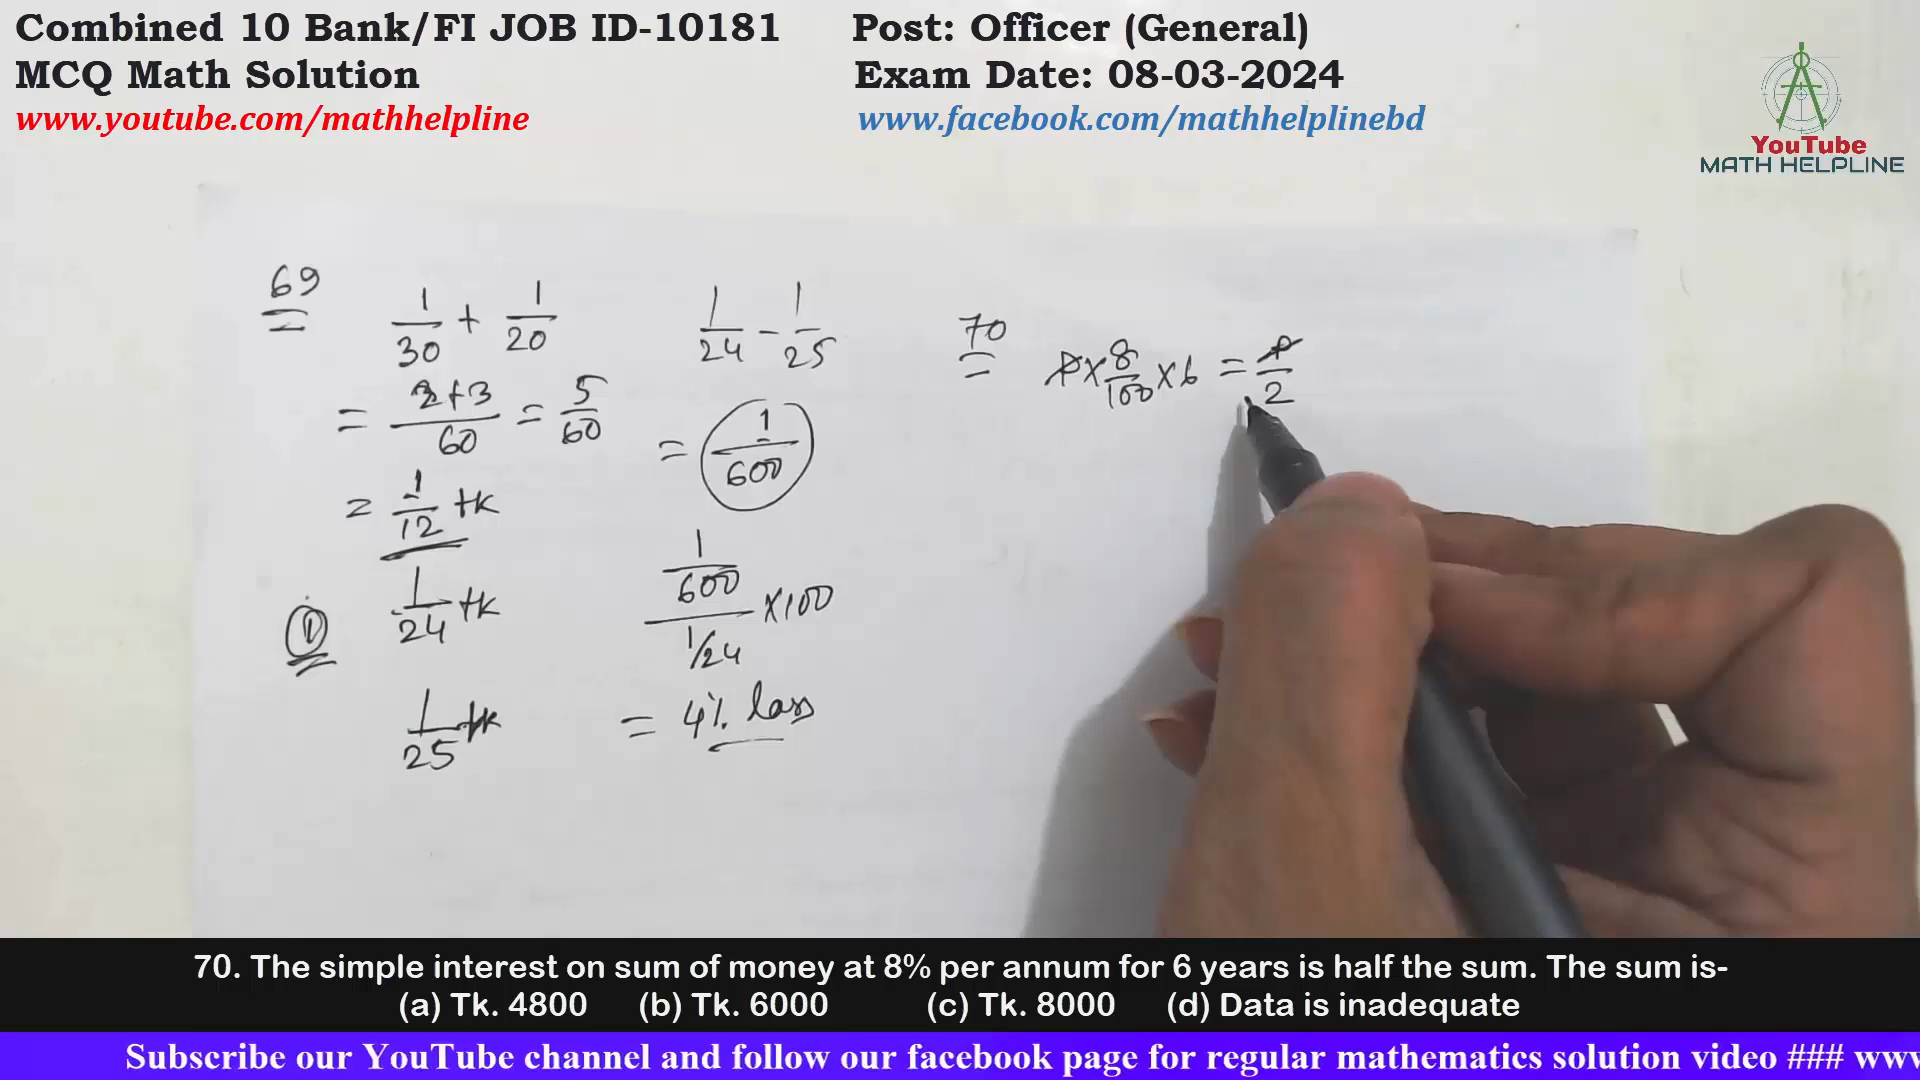 Combined 10 Bank/FI JOB ID-10181
Post: Officer (General)
MCQ Math Solution
Exam Date: 08-03-2024
www.youtube.com/mathhelpline
www.facebook.com/mathhelplinebd
YouTube
MATH HELPLINE
69
1/30 + 1/20
= 2+3/60 = 5/60
= 1/12 tk
① 1/24 tk
1/25 tk
1/24 - 1/25
= 1/600
1/600 / 1/24 ×100
= 4% loss
70
P × 8/100 × 6 = P/2
70. The simple interest on sum of money at 8% per annum for 6 years is half the sum. The sum is-
(a) Tk. 4800 (b) Tk. 6000 (c) Tk. 8000 (d) Data is inadequate
Subscribe our YouTube channel and follow our facebook page for regular mathematics solution video ### www